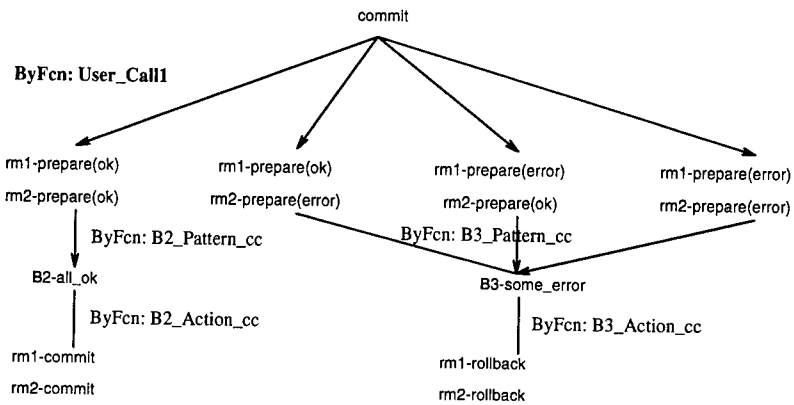 commit
ByFcn: User_Call1
rm1-prepare(ok)
rm2-prepare(ok)
rm1-prepare(ok)
rm2-prepare(error)
rm1-prepare(error)
rm2-prepare(ok)
rm1-prepare(error)
rm2-prepare(error)
ByFcn: B2_Pattern_cc
ByFcn: B3_Pattern_cc
B2-all_ok
B3-some_error
ByFcn: B2_Action_cc
ByFcn: B3_Action_cc
rm1-commit
rm2-commit
rm1-rollback
rm2-rollback